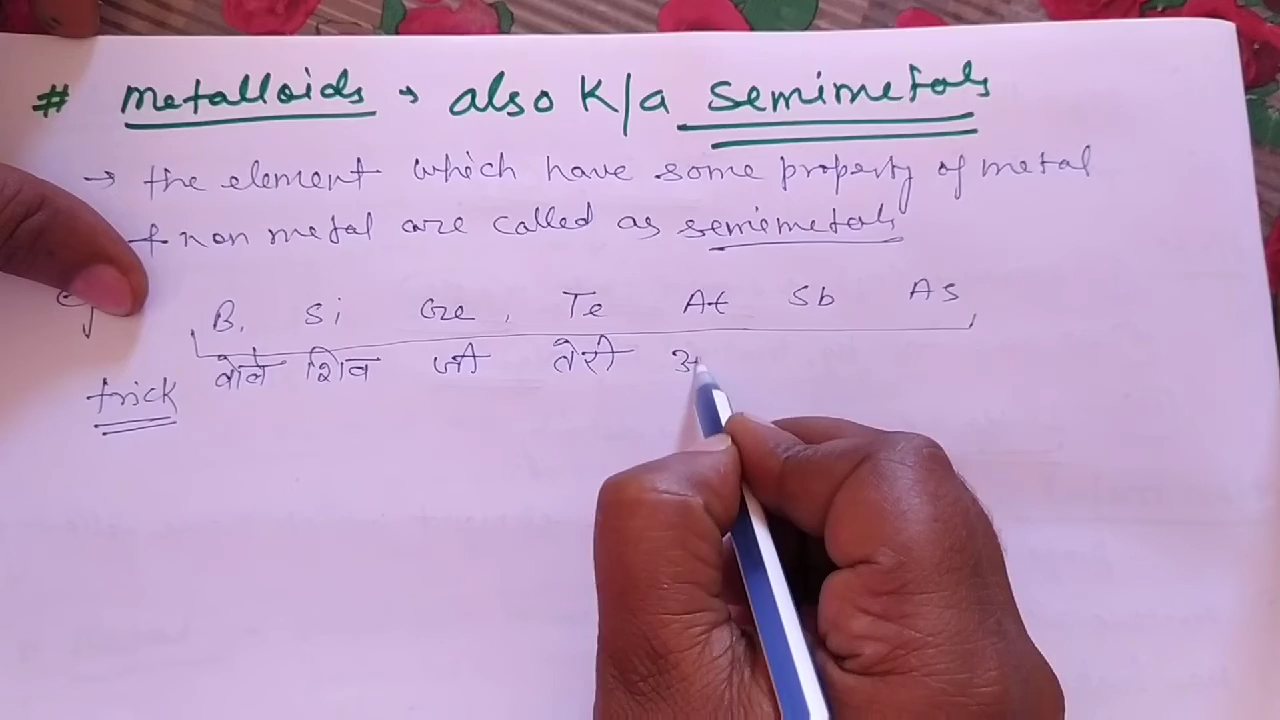 # Metalloids → also K/a semimetals
→ the element which have some property of metal
+ non metal are called as semimetals
B, Si Ge, Te At Sb As
trick बोले शिव जी तेरी अ